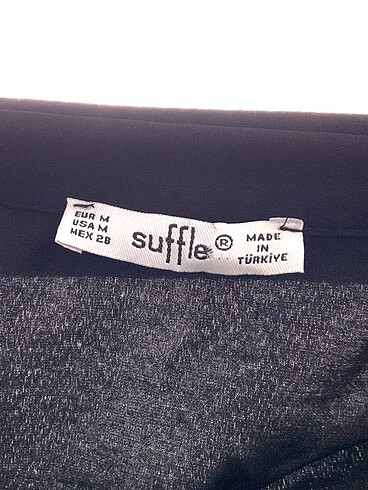 EUR M
USA M
MEX 28
suffle®
MADE
IN
TÜRKİYE